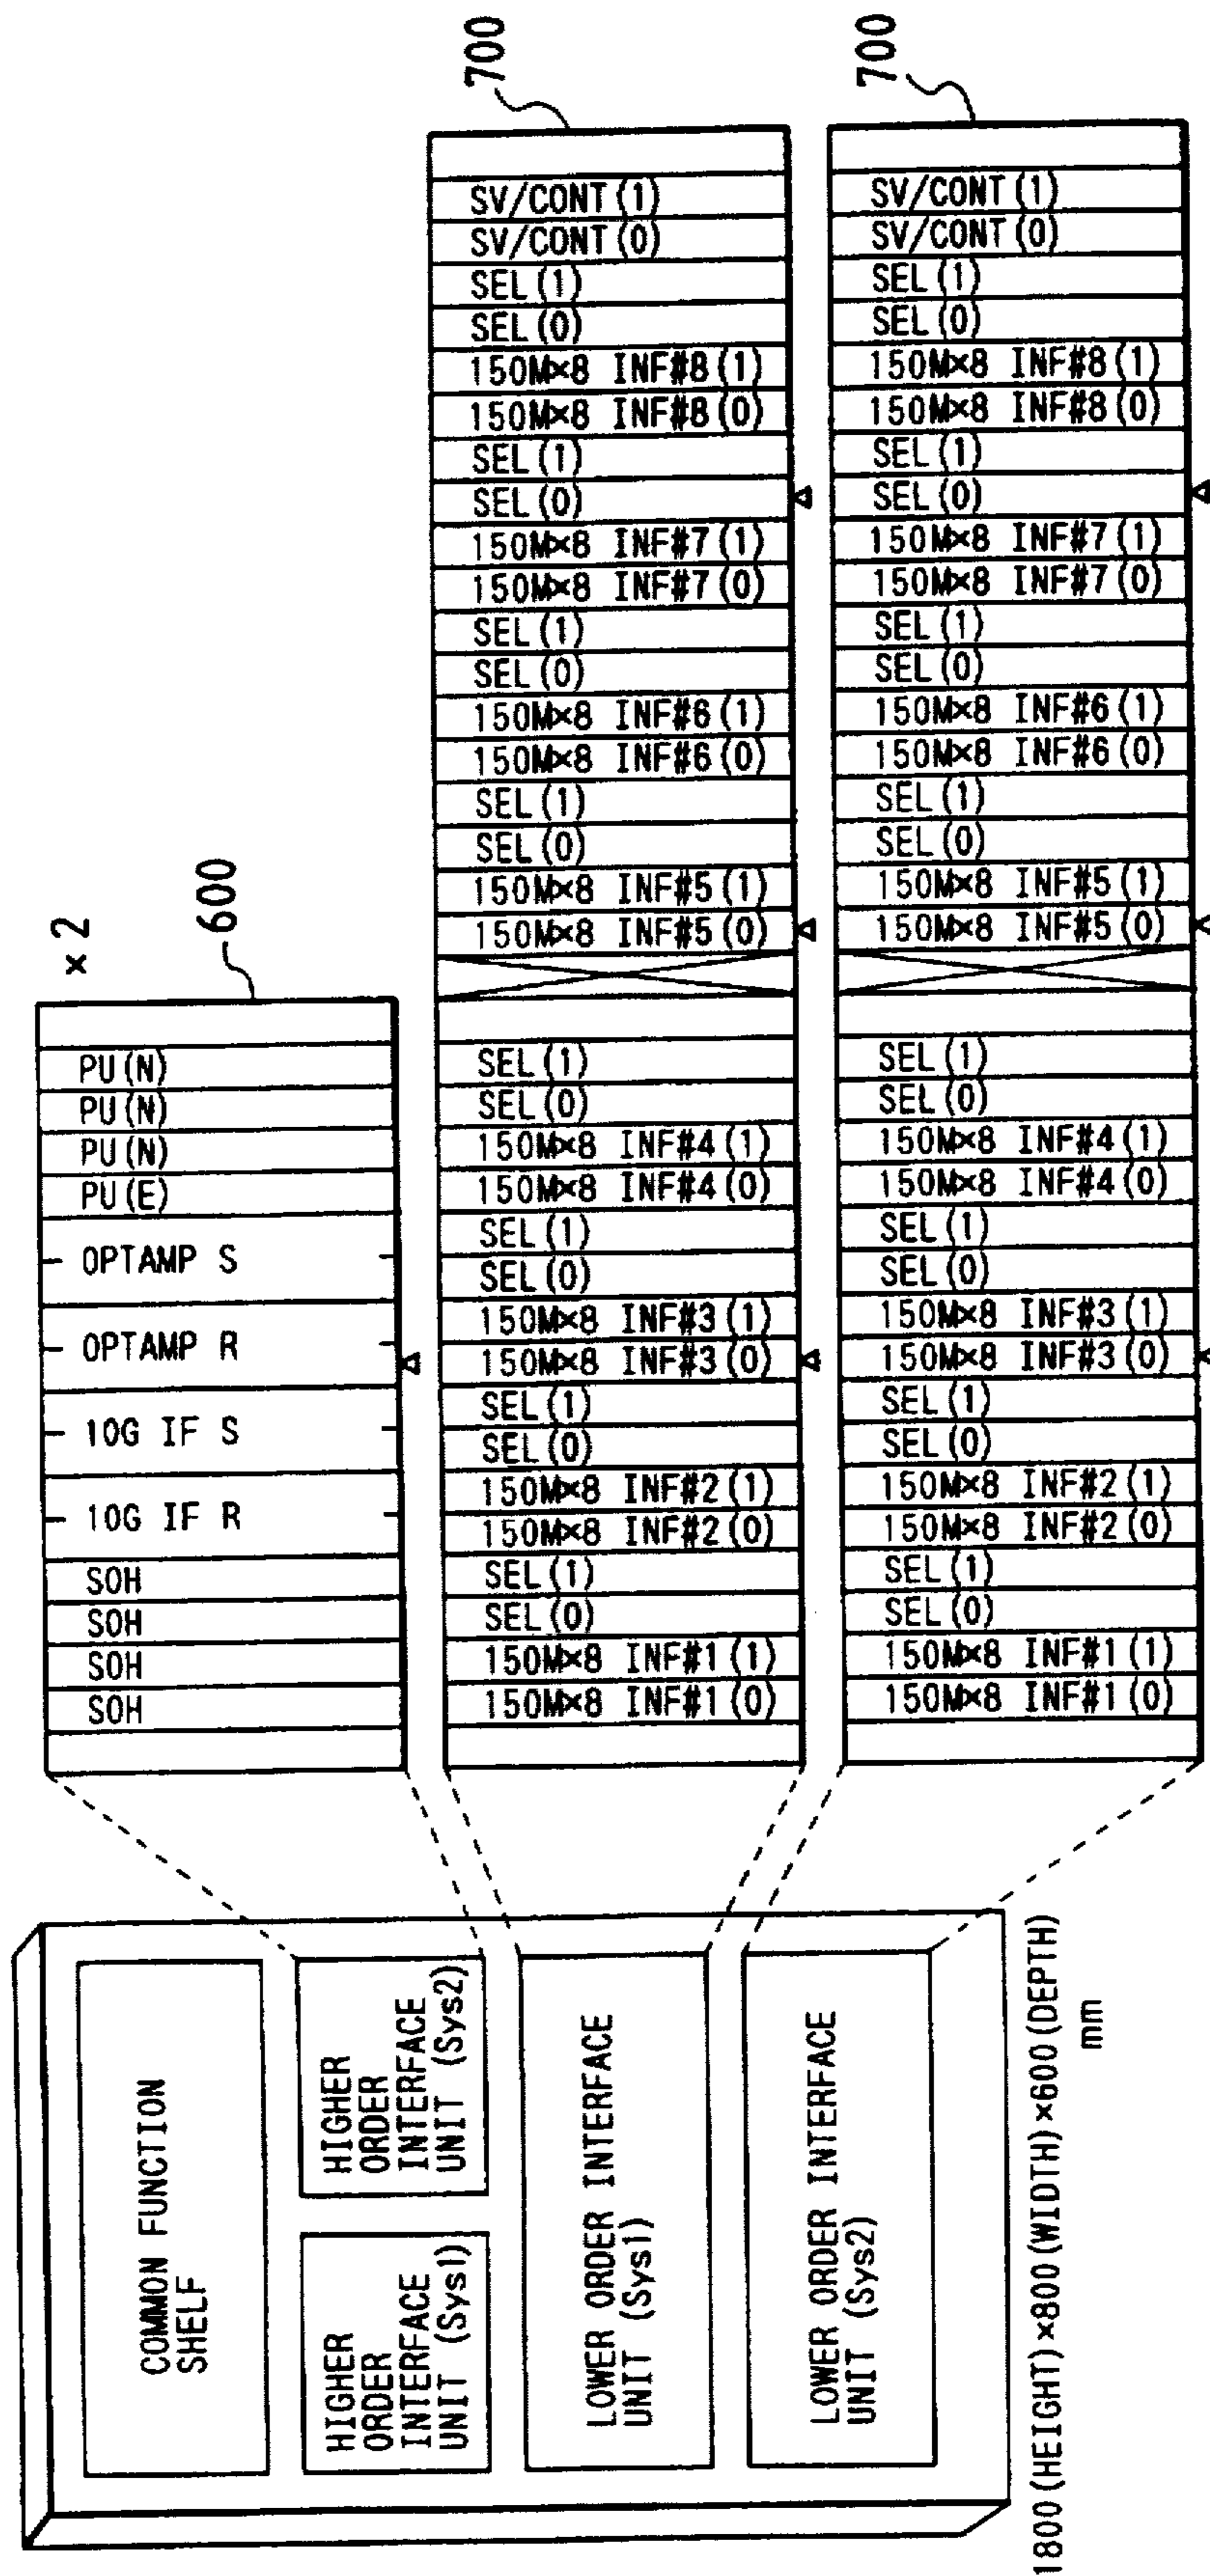 COMMON FUNCTION
SHELF
HIGHER
ORDER
INTERFACE
UNIT (Sys1)
HIGHER
ORDER
INTERFACE
UNIT (Sys2)
LOWER ORDER INTERFACE
UNIT (Sys1)
LOWER ORDER INTERFACE
UNIT (Sys2)
1800(HEIGHT)×800(WIDTH)×600(DEPTH)
mm
× 2
600
SOH
SOH
SOH
SOH
10G IF R
10G IF S
OPTAMP R
OPTAMP S
PU(E)
PU(N)
PU(N)
PU(N)
700
150M×8 INF#1(0)
150M×8 INF#1(1)
SEL(0)
SEL(1)
150M×8 INF#2(0)
150M×8 INF#2(1)
SEL(0)
SEL(1)
150M×8 INF#3(0)
150M×8 INF#3(1)
SEL(0)
SEL(1)
150M×8 INF#4(0)
150M×8 INF#4(1)
SEL(0)
SEL(1)
150M×8 INF#5(0)
150M×8 INF#5(1)
SEL(0)
SEL(1)
150M×8 INF#6(0)
150M×8 INF#6(1)
SEL(0)
SEL(1)
150M×8 INF#7(0)
150M×8 INF#7(1)
SEL(0)
SEL(1)
150M×8 INF#8(0)
150M×8 INF#8(1)
SEL(0)
SEL(1)
SV/CONT(0)
SV/CONT(1)
700
150M×8 INF#1(0)
150M×8 INF#1(1)
SEL(0)
SEL(1)
150M×8 INF#2(0)
150M×8 INF#2(1)
SEL(0)
SEL(1)
150M×8 INF#3(0)
150M×8 INF#3(1)
SEL(0)
SEL(1)
150M×8 INF#4(0)
150M×8 INF#4(1)
SEL(0)
SEL(1)
150M×8 INF#5(0)
150M×8 INF#5(1)
SEL(0)
SEL(1)
150M×8 INF#6(0)
150M×8 INF#6(1)
SEL(0)
SEL(1)
150M×8 INF#7(0)
150M×8 INF#7(1)
SEL(0)
SEL(1)
150M×8 INF#8(0)
150M×8 INF#8(1)
SEL(0)
SEL(1)
SV/CONT(0)
SV/CONT(1)